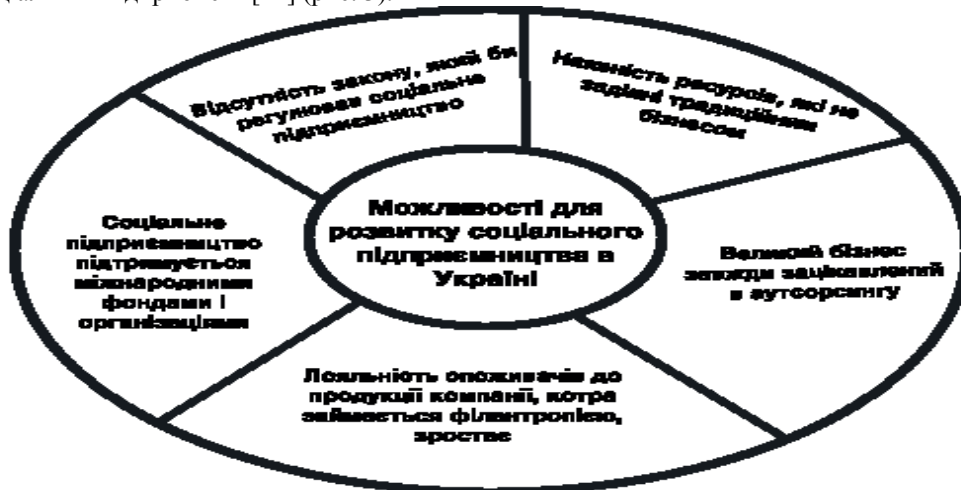 Відсутність закону, який би
регулював соціальне
підприємництво
Наявність ресурсів, які не
задіяні традиційним
бізнесом
Можливості для
розвитку соціального
підприємництва в
Україні
Соціальне
підприємництво
підтримується
міжнародними
фондами і
організаціями
Великий бізнес
завжди зацікавлений
в аутсорсингу
Лояльність споживачів до
продукції компанії, котра
займається філантропією,
зростає